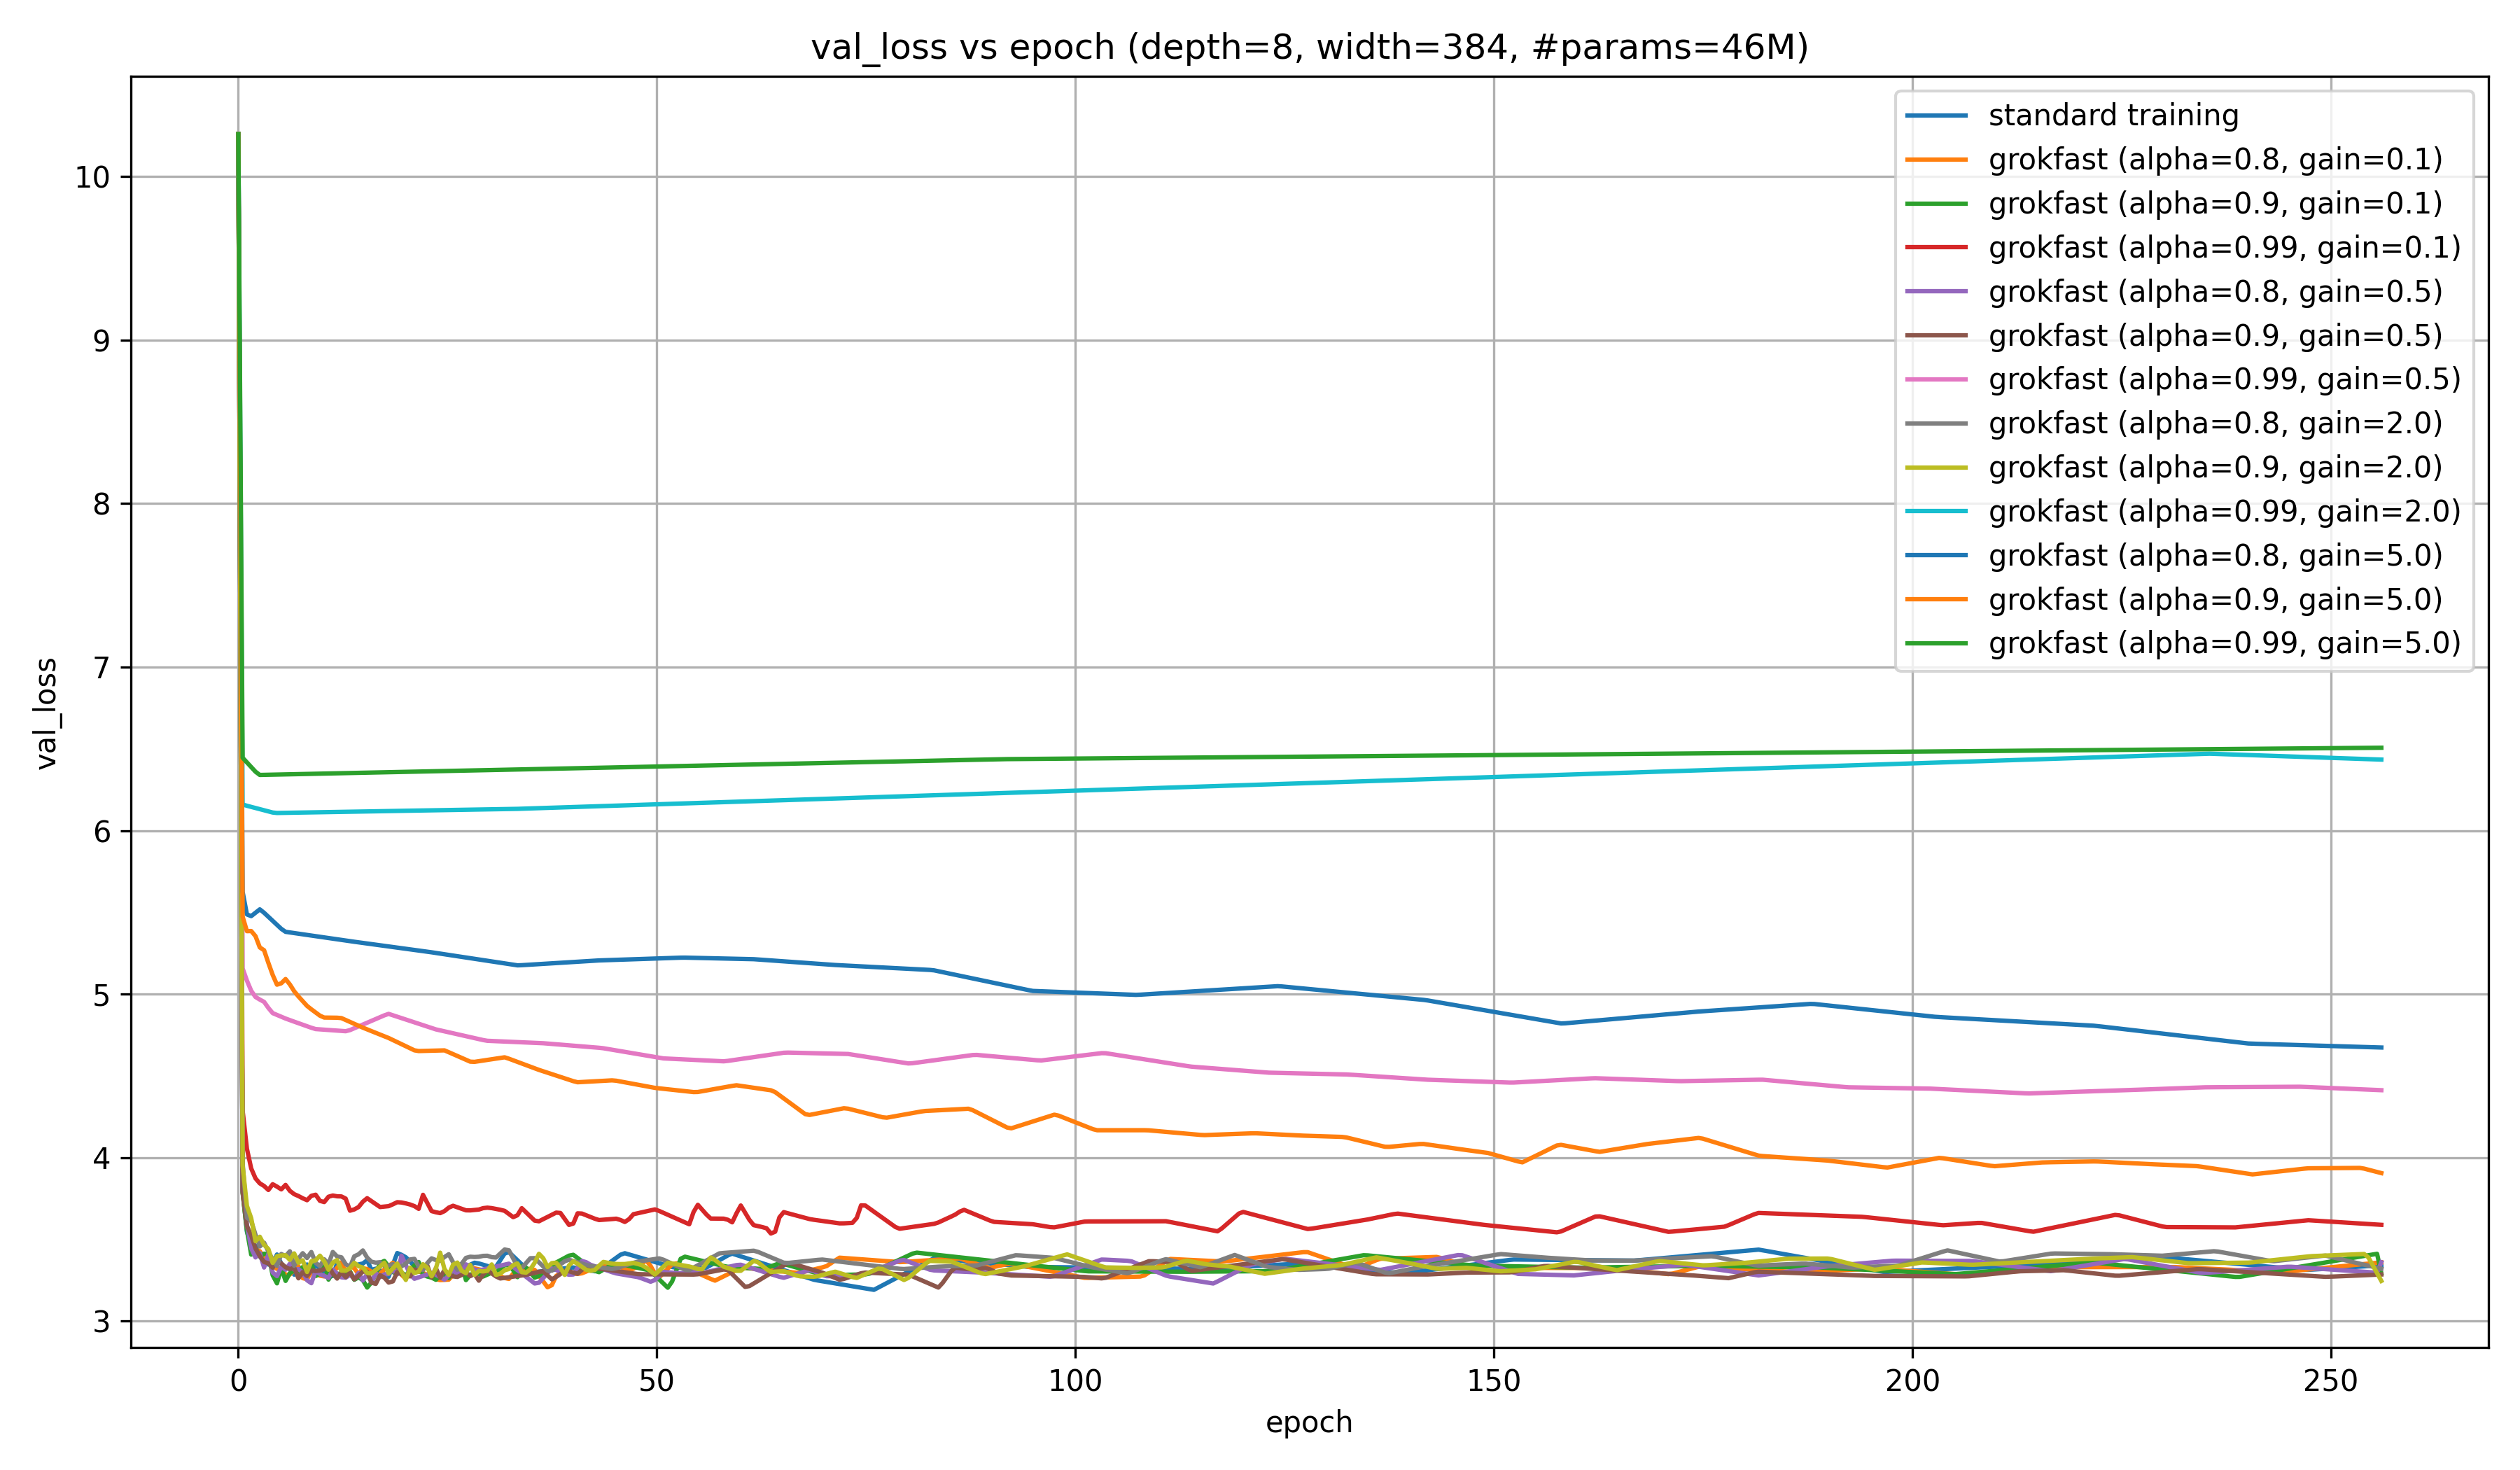 val_loss vs epoch (depth=8, width=384, #params=46M)
standard training
grokfast (alpha=0.8, gain=0.1)
grokfast (alpha=0.9, gain=0.1)
grokfast (alpha=0.99, gain=0.1)
grokfast (alpha=0.8, gain=0.5)
grokfast (alpha=0.9, gain=0.5)
grokfast (alpha=0.99, gain=0.5)
grokfast (alpha=0.8, gain=2.0)
grokfast (alpha=0.9, gain=2.0)
grokfast (alpha=0.99, gain=2.0)
grokfast (alpha=0.8, gain=5.0)
grokfast (alpha=0.9, gain=5.0)
grokfast (alpha=0.99, gain=5.0)
val_loss
10
9
8
7
6
5
4
3
0 50 100 150 200 250
epoch